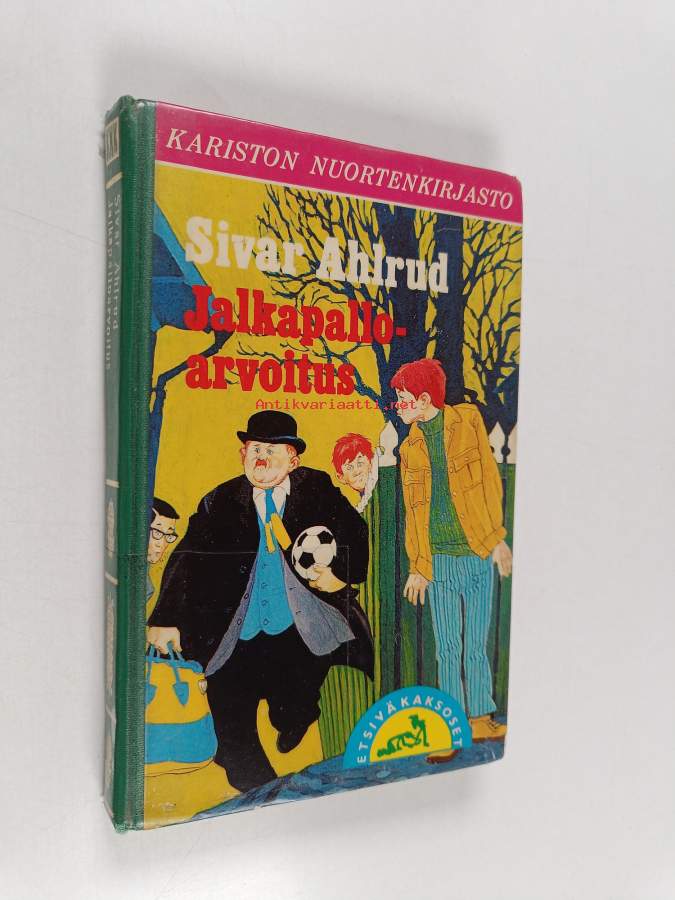 KARISTON NUORTENKIRJASTO
Sivar Ahlrud
Jalkapallo-
arvoitus
Antikvariaatti.net
ETSIVÄKAKSOSET
Sivar Ahlrud
Jalkapalloarvoitus